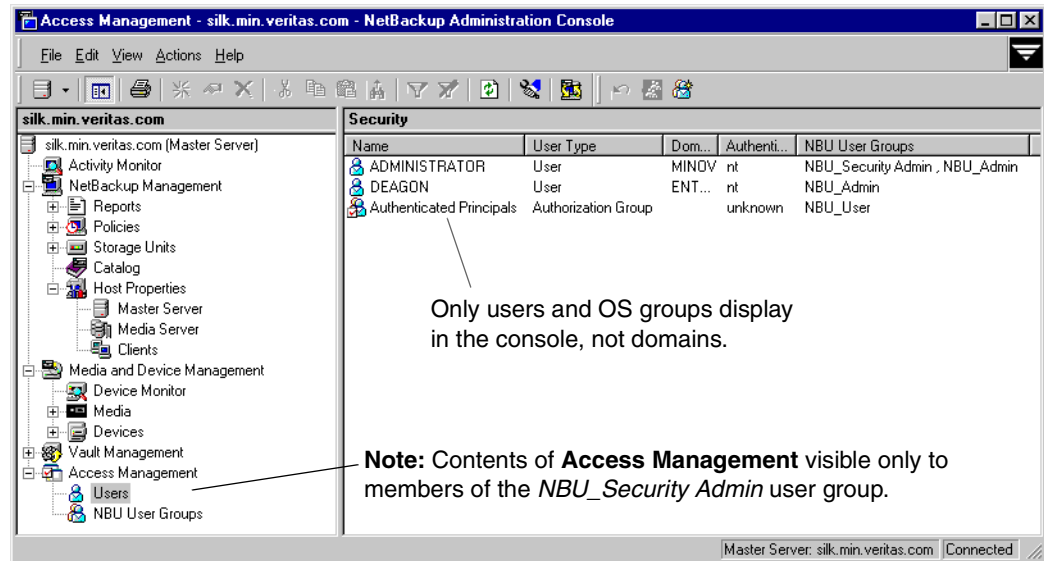 Access Management - silk.min.veritas.com - NetBackup Administration Console
File Edit View Actions Help
silk.min.veritas.com
silk.min.veritas.com (Master Server)
Activity Monitor
NetBackup Management
Reports
Policies
Storage Units
Catalog
Host Properties
Master Server
Media Server
Clients
Media and Device Management
Device Monitor
Media
Devices
Vault Management
Access Management
Users
NBU User Groups
Security
Name User Type Dom... Authenti... NBU User Groups
ADMINISTRATOR User MINOV nt NBU_Security Admin , NBU_Admin
DEAGON User ENT... nt NBU_Admin
Authenticated Principals Authorization Group unknown NBU_User
Only users and OS groups display
in the console, not domains.
Note: Contents of Access Management visible only to
members of the NBU_Security Admin user group.
Master Server: silk.min.veritas.com Connected